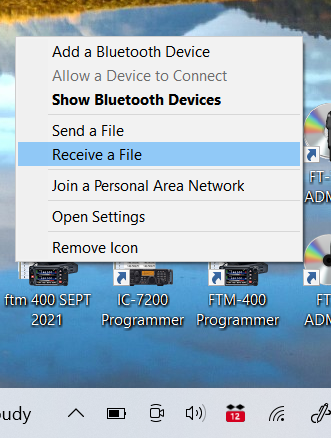 Add a Bluetooth Device
Allow a Device to Connect
Show Bluetooth Devices
Send a File
Receive a File
Join a Personal Area Network
Open Settings
Remove Icon
FT-
ADM
ftm 400 SEPT
2021
IC-7200
Programmer
FTM-400
Programmer
FT
ADM
oudy
12